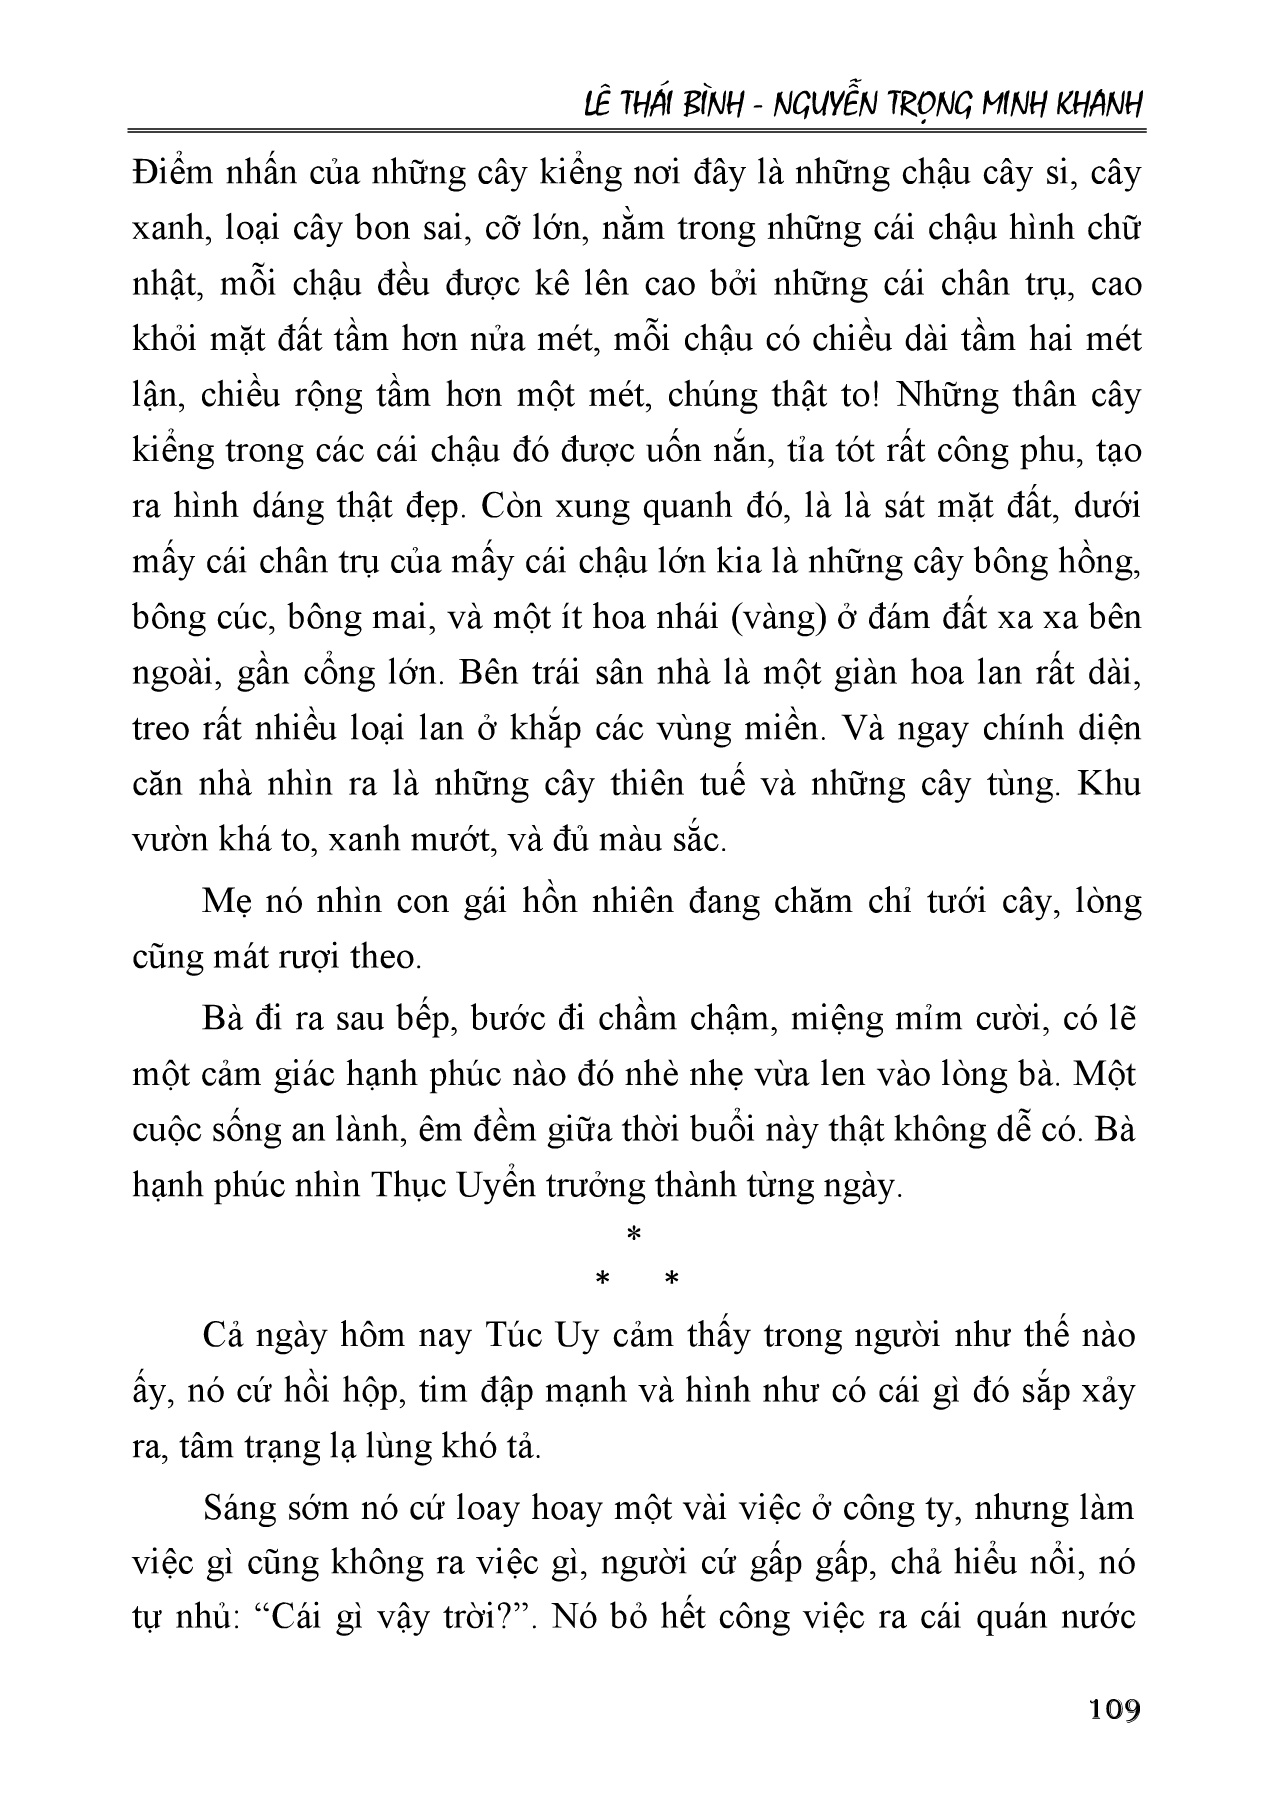 LÊ THÁI BÌNH - NGUYỄN TRỌNG MINH KHANH
Điểm nhấn của những cây kiểng nơi đây là những chậu cây si, cây
xanh, loại cây bon sai, cỡ lớn, nằm trong những cái chậu hình chữ
nhật, mỗi chậu đều được kê lên cao bởi những cái chân trụ, cao
khỏi mặt đất tầm hơn nửa mét, mỗi chậu có chiều dài tầm hai mét
lận, chiều rộng tầm hơn một mét, chúng thật to! Những thân cây
kiểng trong các cái chậu đó được uốn nắn, tỉa tót rất công phu, tạo
ra hình dáng thật đẹp. Còn xung quanh đó, là là sát mặt đất, dưới
mấy cái chân trụ của mấy cái chậu lớn kia là những cây bông hồng,
bông cúc, bông mai, và một ít hoa nhái (vàng) ở đám đất xa xa bên
ngoài, gần cổng lớn. Bên trái sân nhà là một giàn hoa lan rất dài,
treo rất nhiều loại lan ở khắp các vùng miền. Và ngay chính diện
căn nhà nhìn ra là những cây thiên tuế và những cây tùng. Khu
vườn khá to, xanh mướt, và đủ màu sắc.
Mẹ nó nhìn con gái hồn nhiên đang chăm chỉ tưới cây, lòng
cũng mát rượi theo.
Bà đi ra sau bếp, bước đi chầm chậm, miệng mỉm cười, có lẽ
một cảm giác hạnh phúc nào đó nhè nhẹ vừa len vào lòng bà. Một
cuộc sống an lành, êm đềm giữa thời buổi này thật không dễ có. Bà
hạnh phúc nhìn Thục Uyển trưởng thành từng ngày.
*
* *
Cả ngày hôm nay Túc Uy cảm thấy trong người như thế nào
ấy, nó cứ hồi hộp, tim đập mạnh và hình như có cái gì đó sắp xảy
ra, tâm trạng lạ lùng khó tả.
Sáng sớm nó cứ loay hoay một vài việc ở công ty, nhưng làm
việc gì cũng không ra việc gì, người cứ gấp gấp, chả hiểu nổi, nó
tự nhủ: “Cái gì vậy trời?”. Nó bỏ hết công việc ra cái quán nước
109